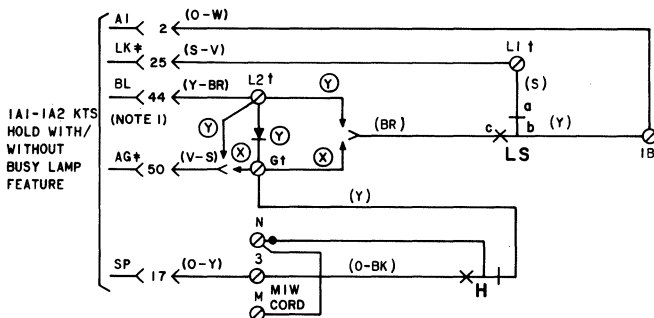 A1 2 (O-W)
LK* 25 (S-V) L1†
(S)
BL 44 (Y-BR) L2† Y
a
(NOTE 1)
Y Y (BR) c b (Y)
1A1-1A2 KTS
HOLD WITH/
WITHOUT
BUSY LAMP
FEATURE
X LS 1B
AG* 50 (V-S) G† X
(Y)
N
3
SP 17 (O-Y) (O-BK)
MIW
CORD
H
M